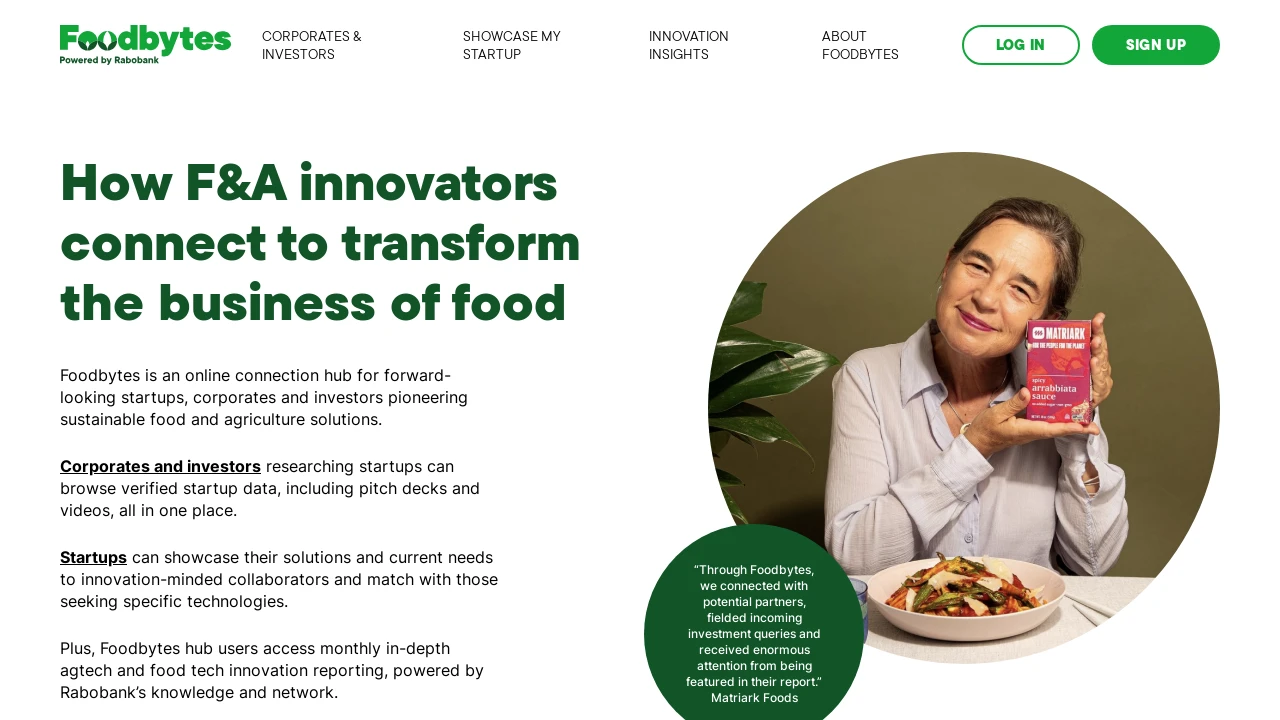 Foodbytes
Powered by Rabobank
CORPORATES &
INVESTORS
SHOWCASE MY
STARTUP
INNOVATION
INSIGHTS
ABOUT
FOODBYTES
LOG IN
SIGN UP
How F&A innovators
connect to transform
the business of food
Foodbytes is an online connection hub for forward-
looking startups, corporates and investors pioneering
sustainable food and agriculture solutions.
Corporates and investors researching startups can
browse verified startup data, including pitch decks and
videos, all in one place.
Startups can showcase their solutions and current needs
to innovation-minded collaborators and match with those
seeking specific technologies.
Plus, Foodbytes hub users access monthly in-depth
agtech and food tech innovation reporting, powered by
Rabobank’s knowledge and network.
MATRIARK
FOR THE PEOPLE FOR THE PLANET
spicy
arrabbiata
sauce
“Through Foodbytes,
we connected with
potential partners,
fielded incoming
investment queries and
received enormous
attention from being
featured in their report.”
Matriark Foods